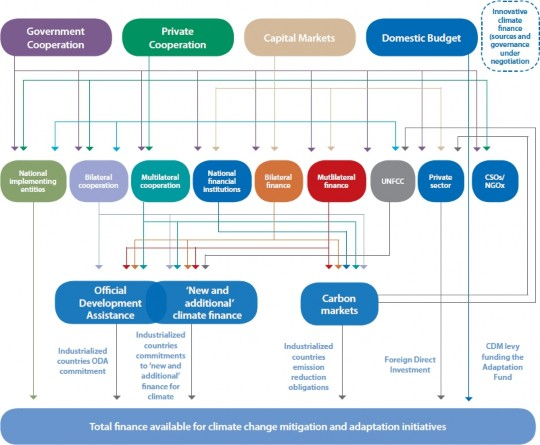 Government
Cooperation
Private
Cooperation
Capital Markets
Domestic Budget
Innovative
climate
finance
(sources and
governance
under
negotiation
National
implementing
entities
Bilateral
cooperation
Multilateral
cooperation
National
financial
institutions
Bilateral
finance
Mutlilateral
finance
UNFCC
Private
sector
CSOs/
NGOx
Official
Development
Assistance
‘New and
additional’
climate finance
Carbon
markets
Industrialized
countries ODA
commitment
Industrialized
countries
commitments
to ‘new and
additional’
finance for
climate
Industrialized
countries
emission
reduction
obligations
Foreign Direct
Investment
CDM levy
funding the
Adaptation
Fund
Total finance available for climate change mitigation and adaptation initiatives